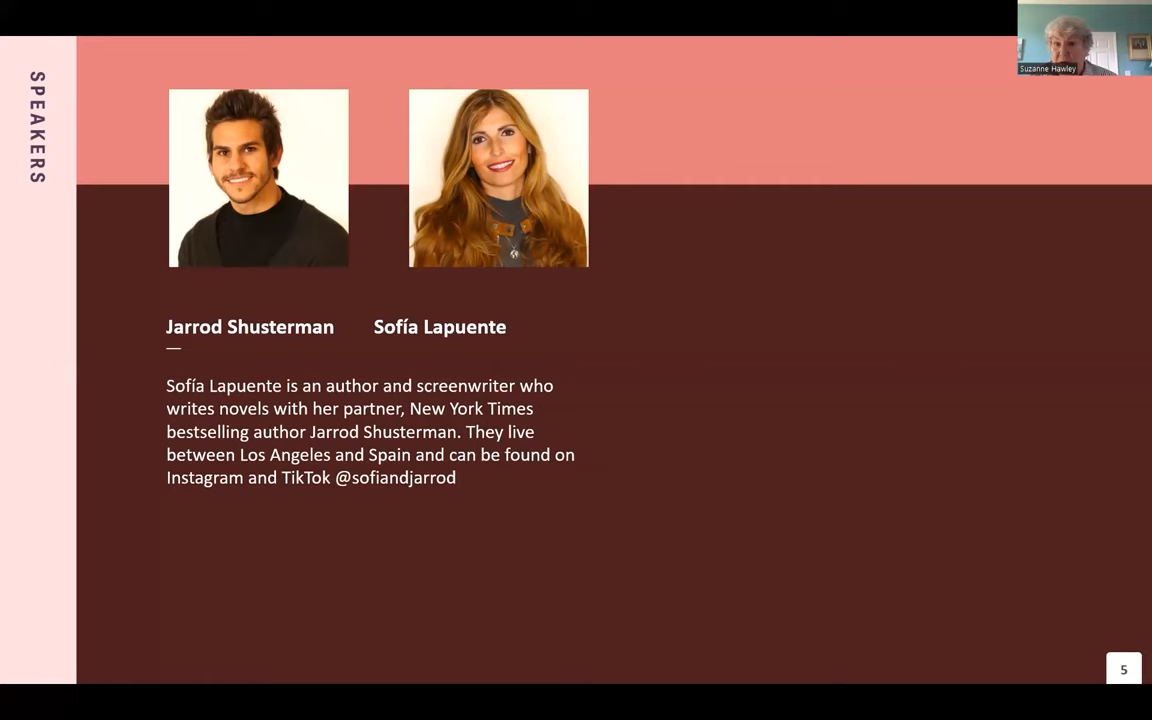 SPEAKERS
Suzanne Hawley
Jarrod Shusterman
Sofía Lapuente
Sofía Lapuente is an author and screenwriter who
writes novels with her partner, New York Times
bestselling author Jarrod Shusterman. They live
between Los Angeles and Spain and can be found on
Instagram and TikTok @sofiandjarrod
5